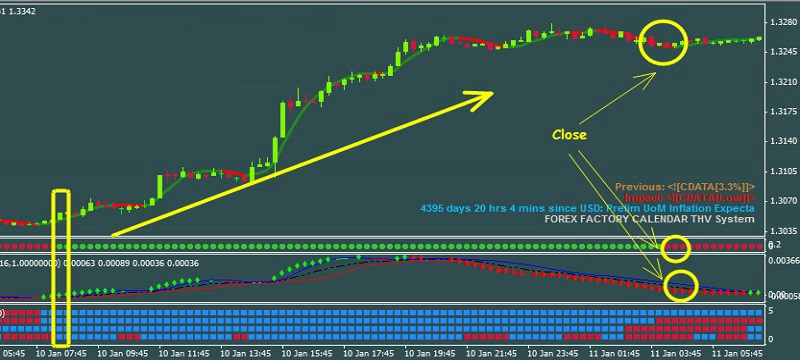 1.3342
1.3280
1.3245
1.3210
1.3175
1.3140
1.3105
1.3070
1.3035
Close
Previous: <![CDATA[3.3%]]>
Impact: <![CDATA[Low]]>
4395 days 20 hrs 4 mins since USD: Prelim UoM Inflation Expecta
FOREX FACTORY CALENDAR THV System
16,1.00000000) 0.00063 0.00089 0.00036 0.00036
0.00366
5
0
10 Jan 05:45 10 Jan 07:45 10 Jan 09:45 10 Jan 11:45 10 Jan 13:45 10 Jan 15:45 10 Jan 17:45 10 Jan 19:45 10 Jan 21:45 10 Jan 23:45 11 Jan 01:45 11 Jan 03:45 11 Jan 05:45